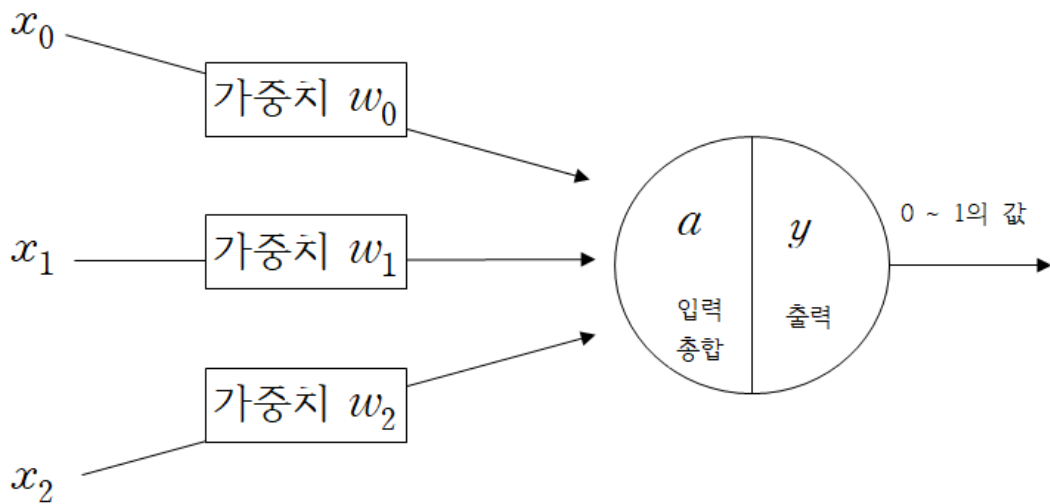 x₀
가중치 w₀
x₁
가중치 w₁
x₂
가중치 w₂
a
입력
총합
y
출력
0 ~ 1의 값